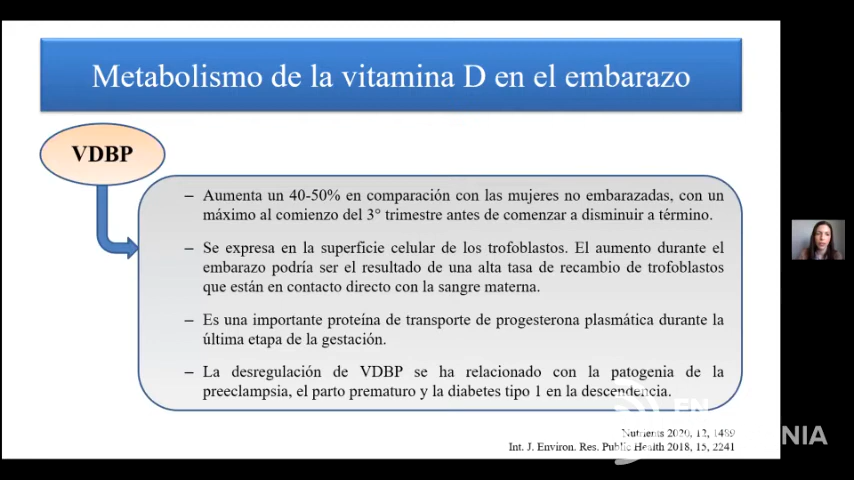 Metabolismo de la vitamina D en el embarazo
VDBP
– Aumenta un 40-50% en comparación con las mujeres no embarazadas, con un
máximo al comienzo del 3° trimestre antes de comenzar a disminuir a término.
– Se expresa en la superficie celular de los trofoblastos. El aumento durante el
embarazo podría ser el resultado de una alta tasa de recambio de trofoblastos
que están en contacto directo con la sangre materna.
– Es una importante proteína de transporte de progesterona plasmática durante la
última etapa de la gestación.
– La desregulación de VDBP se ha relacionado con la patogenia de la
preeclampsia, el parto prematuro y la diabetes tipo 1 en la descendencia.
EN
NIA
Nutrients 2020, 12, 1489
Int. J. Environ. Res. Public Health 2018, 15, 2241